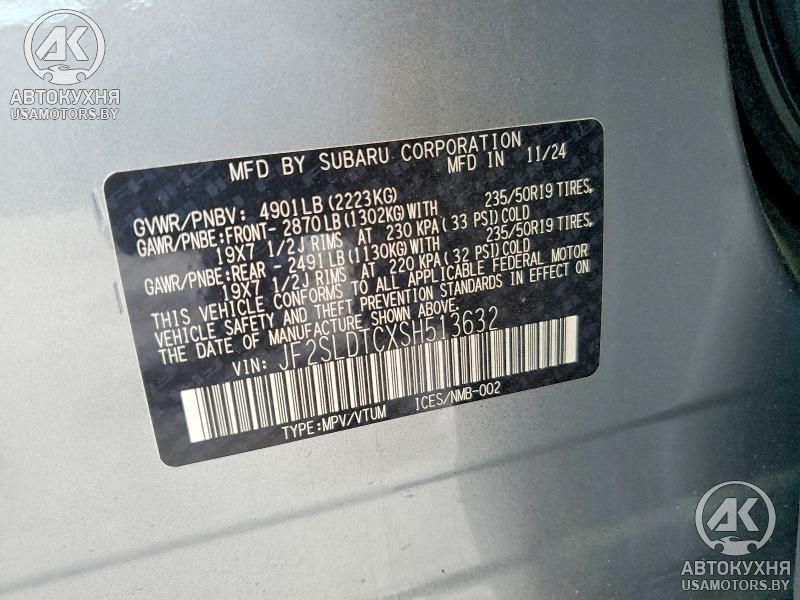 AK
АВТОКУХНЯ
USAMOTORS.BY
MFD BY SUBARU CORPORATION
MFD IN 11/24
GVWR/PNBV: 4901LB(2223KG)
GAWR/PNBE:FRONT- 2870LB(1302KG)WITH 235/50R19 TIRES,
19X7 1/2J RIMS AT 230 KPA(33 PSI)COLD
GAWR/PNBE:REAR - 2491LB(1130KG)WITH 235/50R19 TIRES,
19X7 1/2J RIMS AT 220 KPA(32 PSI)COLD
THIS VEHICLE CONFORMS TO ALL APPLICABLE FEDERAL MOTOR
VEHICLE SAFETY AND THEFT PREVENTION STANDARDS IN EFFECT ON
THE DATE OF MANUFACTURE SHOWN ABOVE.
VIN: JF2SLDTCXSH513632
TYPE:MPV/VTUM ICES/NMB-002
AK
АВТОКУХНЯ
USAMOTORS.BY